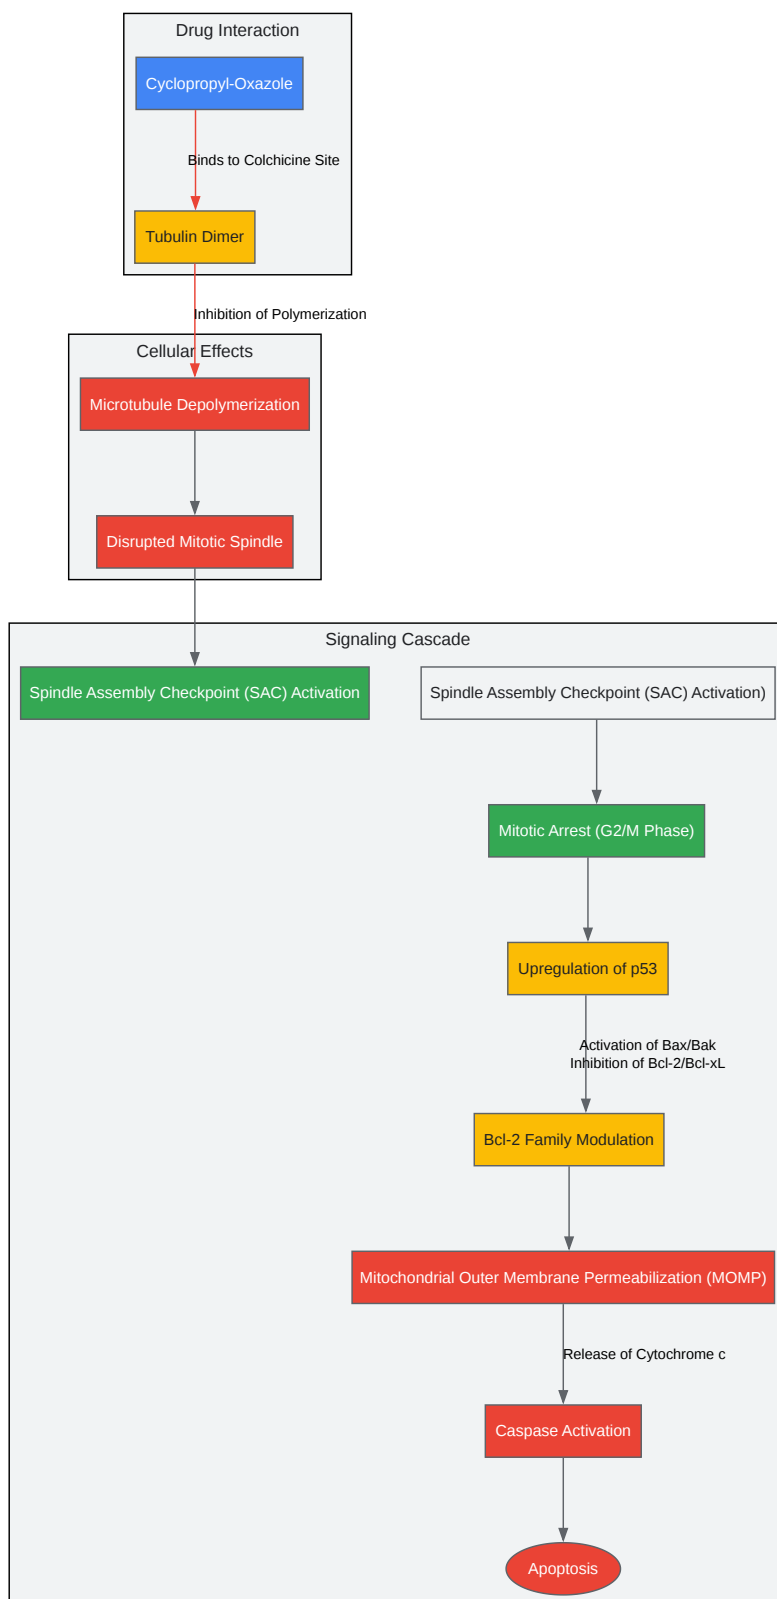 Drug Interaction
Cyclopropyl-Oxazole
Binds to Colchicine Site
Tubulin Dimer
Inhibition of Polymerization
Cellular Effects
Microtubule Depolymerization
Disrupted Mitotic Spindle
Signaling Cascade
Spindle Assembly Checkpoint (SAC) Activation
Spindle Assembly Checkpoint (SAC) Activation)
Mitotic Arrest (G2/M Phase)
Upregulation of p53
Activation of Bax/Bak
Inhibition of Bcl-2/Bcl-xL
Bcl-2 Family Modulation
Mitochondrial Outer Membrane Permeabilization (MOMP)
Release of Cytochrome c
Caspase Activation
Apoptosis